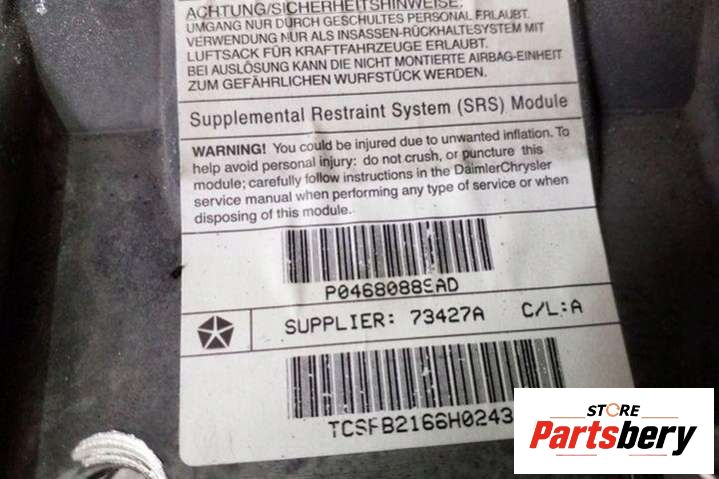 ACHTUNG/SICHERHEITSHINWEISE:
UMGANG NUR DURCH GESCHULTES PERSONAL ERLAUBT.
VERWENDUNG NUR ALS INSASSEN-RÜCKHALTESYSTEM MIT
LUFTSACK FÜR KRAFTFAHRZEUGE ERLAUBT.
BEI AUSLÖSUNG KANN DIE NICHT MONTIERTE AIRBAG-EINHEIT
ZUM GEFÄHRLICHEN WURFSTÜCK WERDEN.
Supplemental Restraint System (SRS) Module
WARNING! You could be injured due to unwanted inflation. To
help avoid personal injury: do not crush, or puncture this
module; carefully follow instructions in the DaimlerChrysler
service manual when performing any type of service or when
disposing of this module.
SUPPLIER: 73427A C/L:A
STORE
Partsbery